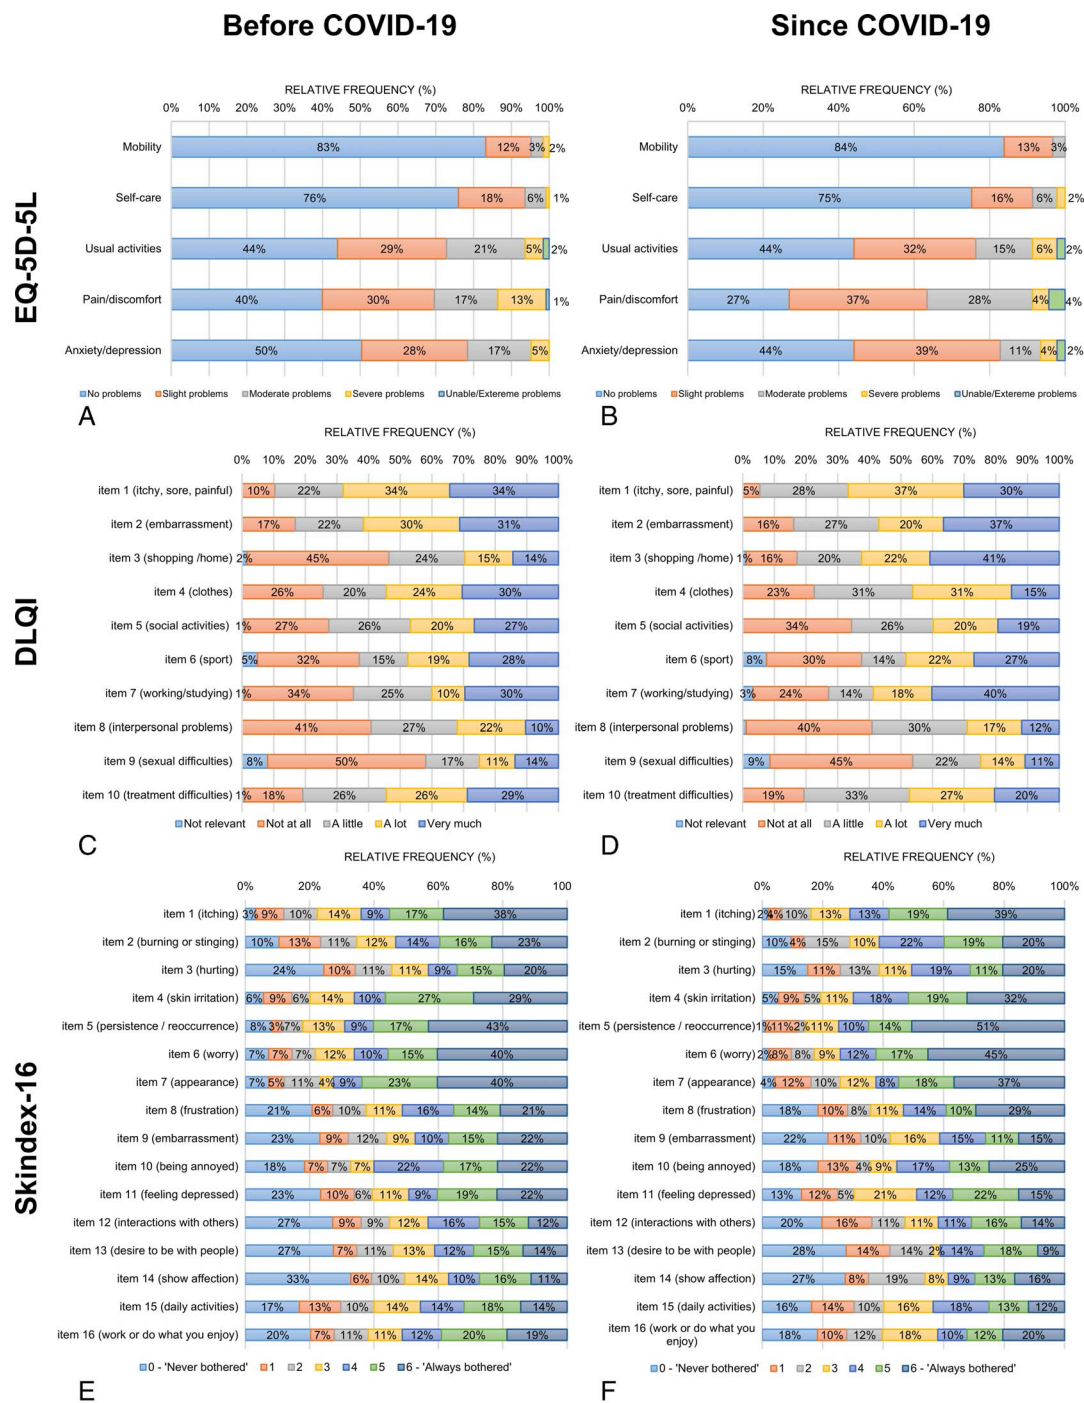 Before COVID-19
Since COVID-19
EQ-5D-5L
RELATIVE FREQUENCY (%)
0% 10% 20% 30% 40% 50% 60% 70% 80% 90% 100%
Mobility 83% 12% 3% 2%
Self-care 76% 18% 6% 1%
Usual activities 44% 29% 21% 5% 2%
Pain/discomfort 40% 30% 17% 13% 1%
Anxiety/depression 50% 28% 17% 5%
No problems Slight problems Moderate problems Severe problems Unable/Extereme problems
A
RELATIVE FREQUENCY (%)
0% 20% 40% 60% 80% 100%
Mobility 84% 13% 3%
Self-care 75% 16% 6% 2%
Usual activities 44% 32% 15% 6% 2%
Pain/discomfort 27% 37% 28% 4% 4%
Anxiety/depression 44% 39% 11% 4% 2%
No problems Slight problems Moderate problems Severe problems Unable/Extereme problems
B
DLQI
RELATIVE FREQUENCY (%)
0% 10% 20% 30% 40% 50% 60% 70% 80% 90% 100%
item 1 (itchy, sore, painful) 10% 22% 34% 34%
item 2 (embarrassment) 17% 22% 30% 31%
item 3 (shopping /home) 2% 45% 24% 15% 14%
item 4 (clothes) 26% 20% 24% 30%
item 5 (social activities) 1% 27% 26% 20% 27%
item 6 (sport) 5% 32% 15% 19% 28%
item 7 (working/studying) 1% 34% 25% 10% 30%
item 8 (interpersonal problems) 41% 27% 22% 10%
item 9 (sexual difficulties) 8% 50% 17% 11% 14%
item 10 (treatment difficulties) 1% 18% 26% 26% 29%
Not relevant Not at all A little A lot Very much
C
RELATIVE FREQUENCY (%)
0% 10% 20% 30% 40% 50% 60% 70% 80% 90% 100%
item 1 (itchy, sore, painful) 5% 28% 37% 30%
item 2 (embarrassment) 16% 27% 20% 37%
item 3 (shopping /home) 1% 16% 20% 22% 41%
item 4 (clothes) 23% 31% 31% 15%
item 5 (social activities) 34% 26% 20% 19%
item 6 (sport) 8% 30% 14% 22% 27%
item 7 (working/studying) 3% 24% 14% 18% 40%
item 8 (interpersonal problems) 40% 30% 17% 12%
item 9 (sexual difficulties) 9% 45% 22% 14% 11%
item 10 (treatment difficulties) 19% 33% 27% 20%
Not relevant Not at all A little A lot Very much
D
Skindex-16
RELATIVE FREQUENCY (%)
0% 20% 40% 60% 80% 100
item 1 (itching) 3% 9% 10% 14% 9% 17% 38%
item 2 (burning or stinging) 10% 13% 11% 12% 14% 16% 23%
item 3 (hurting) 24% 10% 11% 11% 9% 15% 20%
item 4 (skin irritation) 6% 9% 6% 14% 10% 27% 29%
item 5 (persistence / reoccurrence) 8% 3% 7% 13% 9% 17% 43%
item 6 (worry) 7% 7% 7% 12% 10% 15% 40%
item 7 (appearance) 7% 5% 11% 4% 9% 23% 40%
item 8 (frustration) 21% 6% 10% 11% 16% 14% 21%
item 9 (embarrassment) 23% 9% 12% 9% 10% 15% 22%
item 10 (being annoyed) 18% 7% 7% 7% 22% 17% 22%
item 11 (feeling depressed) 23% 10% 6% 11% 9% 19% 22%
item 12 (interactions with others) 27% 9% 9% 12% 16% 15% 12%
item 13 (desire to be with people) 27% 7% 11% 13% 12% 15% 14%
item 14 (show affection) 33% 6% 10% 14% 10% 16% 11%
item 15 (daily activities) 17% 13% 10% 14% 14% 18% 14%
item 16 (work or do what you enjoy) 20% 7% 11% 11% 12% 20% 19%
0 - 'Never bothered' 1 2 3 4 5 6 - 'Always bothered'
E
RELATIVE FREQUENCY (%)
0% 20% 40% 60% 80% 100%
item 1 (itching) 2% 4% 10% 13% 13% 19% 39%
item 2 (burning or stinging) 10% 4% 15% 10% 22% 19% 20%
item 3 (hurting) 15% 11% 13% 11% 19% 11% 20%
item 4 (skin irritation) 5% 9% 5% 11% 18% 19% 32%
item 5 (persistence / reoccurrence) 1% 11% 2% 11% 10% 14% 51%
item 6 (worry) 2% 8% 8% 9% 12% 17% 45%
item 7 (appearance) 4% 12% 10% 12% 8% 18% 37%
item 8 (frustration) 18% 10% 8% 11% 14% 10% 29%
item 9 (embarrassment) 22% 11% 10% 16% 15% 11% 15%
item 10 (being annoyed) 18% 13% 4% 9% 17% 13% 25%
item 11 (feeling depressed) 13% 12% 5% 21% 12% 22% 15%
item 12 (interactions with others) 20% 16% 11% 11% 11% 16% 14%
item 13 (desire to be with people) 28% 14% 14% 2% 14% 18% 9%
item 14 (show affection) 27% 8% 19% 8% 9% 13% 16%
item 15 (daily activities) 16% 14% 10% 16% 18% 13% 12%
item 16 (work or do what you
enjoy) 18% 10% 12% 18% 10% 12% 20%
0 - 'Never bothered' 1 2 3 4 5 6 - 'Always bothered'
F